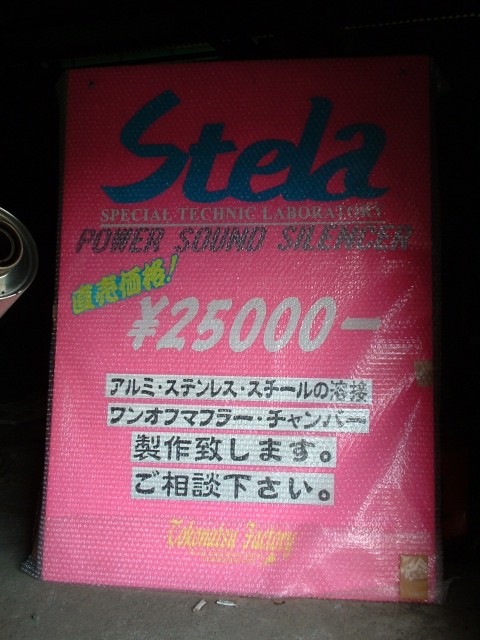 Stela
SPECIAL TECHNIC LABORATORY
POWER SOUND SILENCER
直売価格!
¥25000-
アルミ・ステンレス・スチールの溶接
ワンオフマフラー・チャンバー
製作致します。
ご相談下さい。
Factory